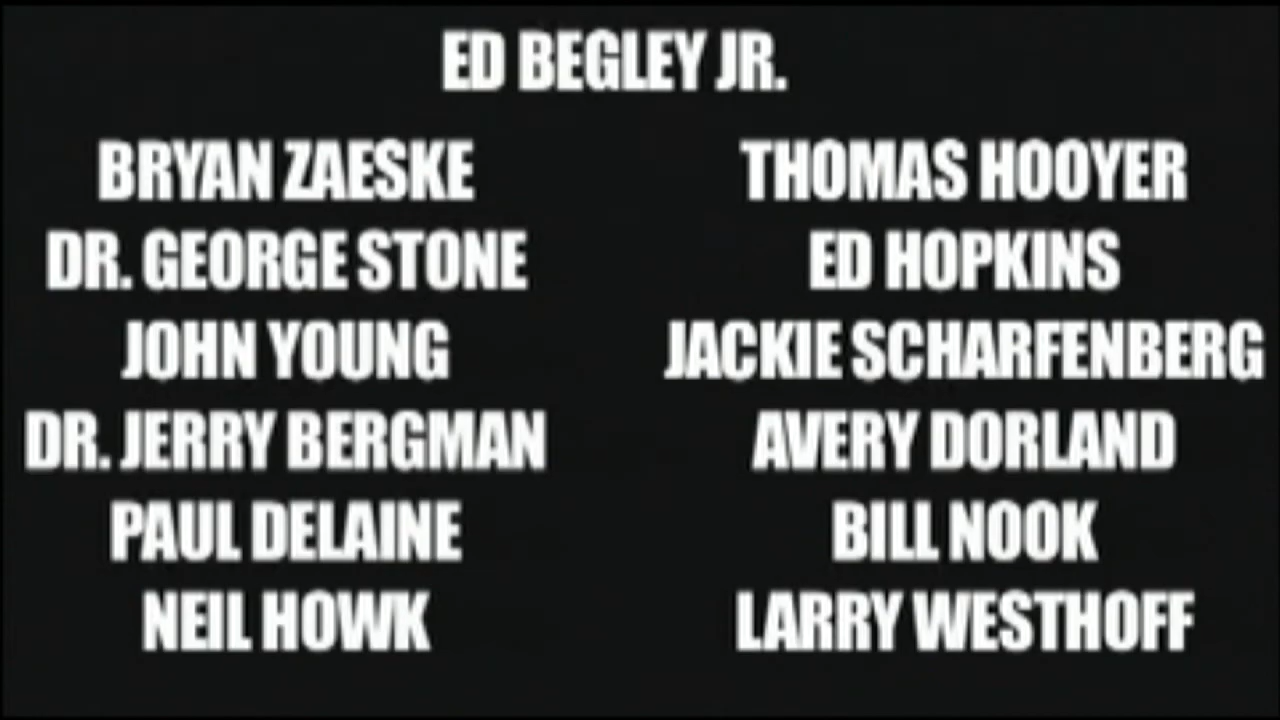 ED BEGLEY JR.
BRYAN ZAESKE
THOMAS HOOYER
DR. GEORGE STONE
ED HOPKINS
JOHN YOUNG
JACKIE SCHARFENBERG
DR. JERRY BERGMAN
AVERY DORLAND
PAUL DELAINE
BILL NOOK
NEIL HOWK
LARRY WESTHOFF